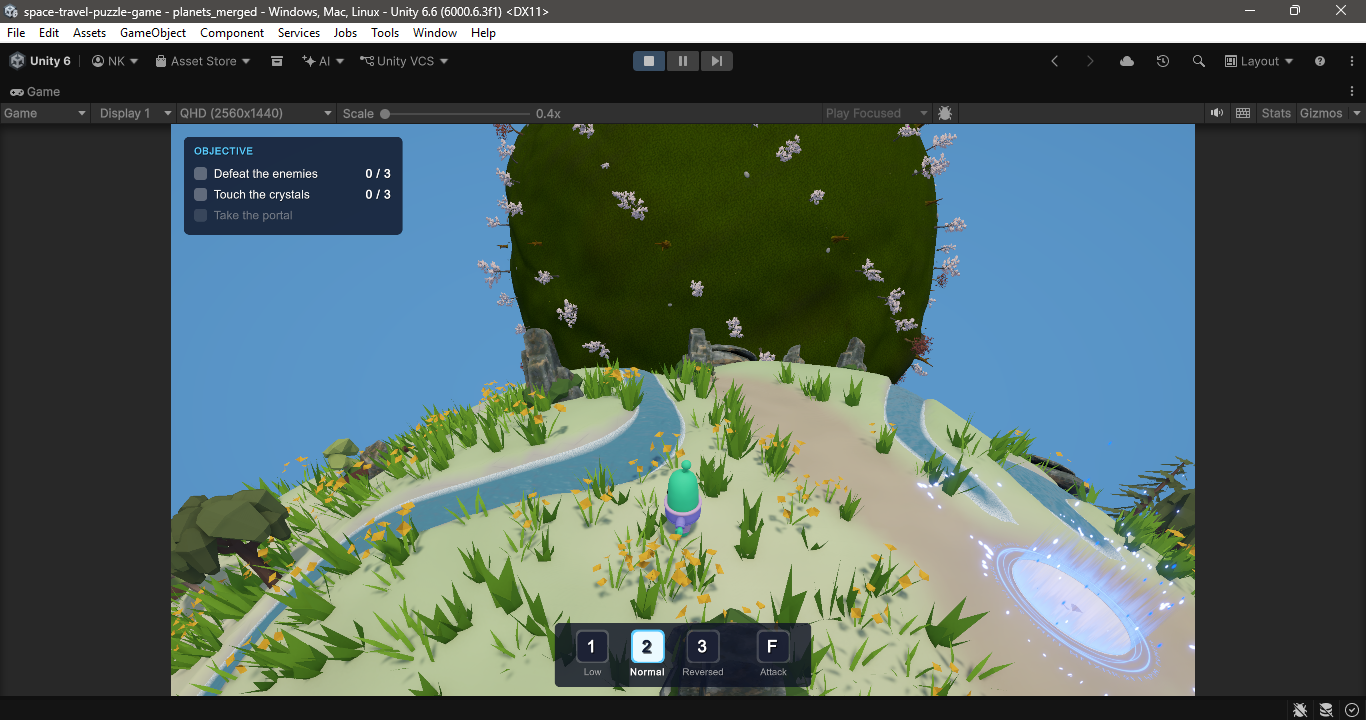 space-travel-puzzle-game - planets_merged - Windows, Mac, Linux - Unity 6.6 (6000.6.3f1) <DX11>
File Edit Assets GameObject Component Services Jobs Tools Window Help
Unity 6 NK Asset Store AI Unity VCS Layout
Game
Game Display 1 QHD (2560x1440) Scale 0.4x Play Focused Stats Gizmos
OBJECTIVE
Defeat the enemies 0 / 3
Touch the crystals 0 / 3
Take the portal
1 2 3 F
Low Normal Reversed Attack